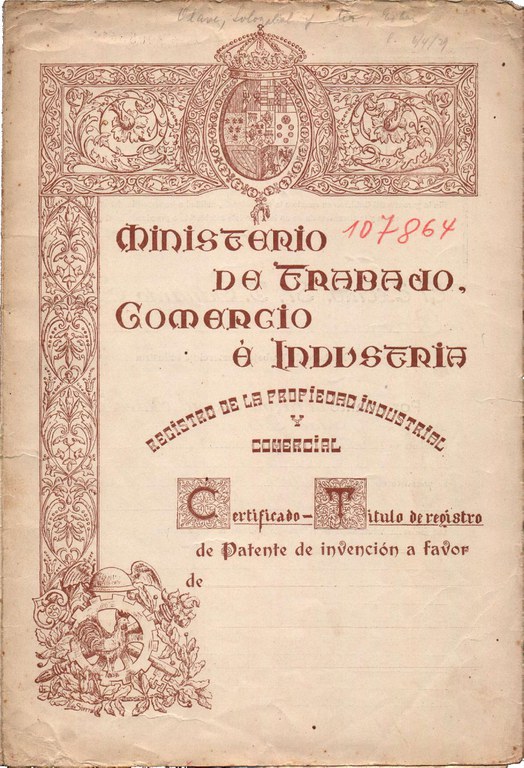 107864
Ministerio
de Trabajo,
Comercio
é Industria
Registro de la Propiedad Industrial
y
Comercial
Certificado-Título de registro
de Patente de invención a favor
de